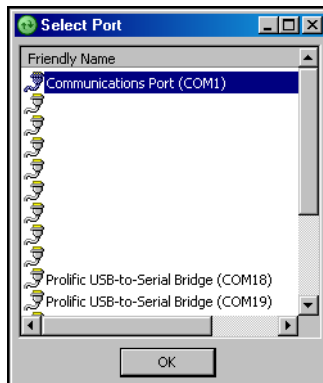 Select Port
Friendly Name
Communications Port (COM1)
Prolific USB-to-Serial Bridge (COM18)
Prolific USB-to-Serial Bridge (COM19)
OK